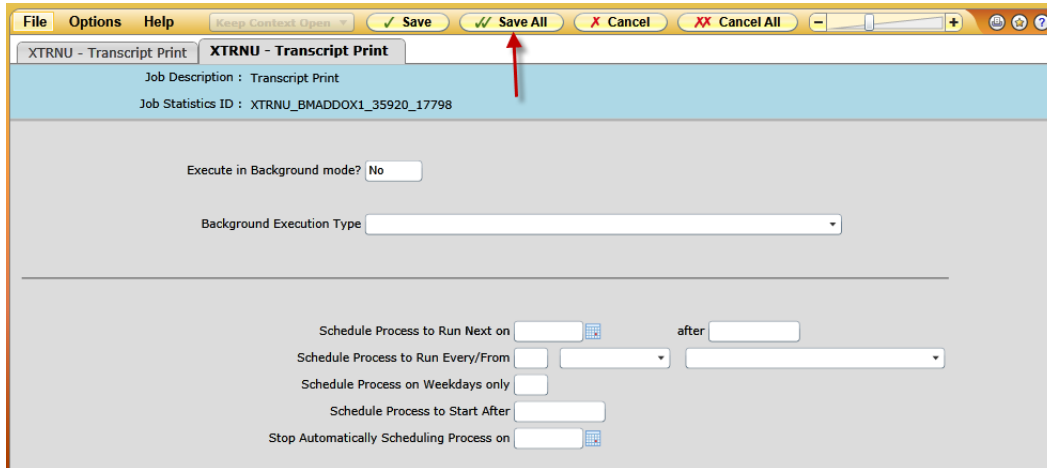 File Options Help Keep Context Open Save Save All Cancel Cancel All
XTRNU - Transcript Print XTRNU - Transcript Print
Job Description : Transcript Print
Job Statistics ID : XTRNU_BMADDOX1_35920_17798
Execute in Background mode? No
Background Execution Type
Schedule Process to Run Next on after
Schedule Process to Run Every/From
Schedule Process on Weekdays only
Schedule Process to Start After
Stop Automatically Scheduling Process on